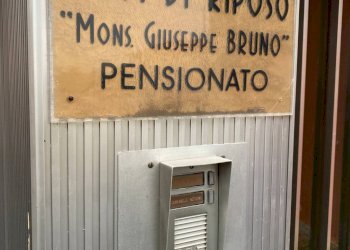 DI RIPOSO
"MONS. GIUSEPPE BRUNO"
PENSIONATO